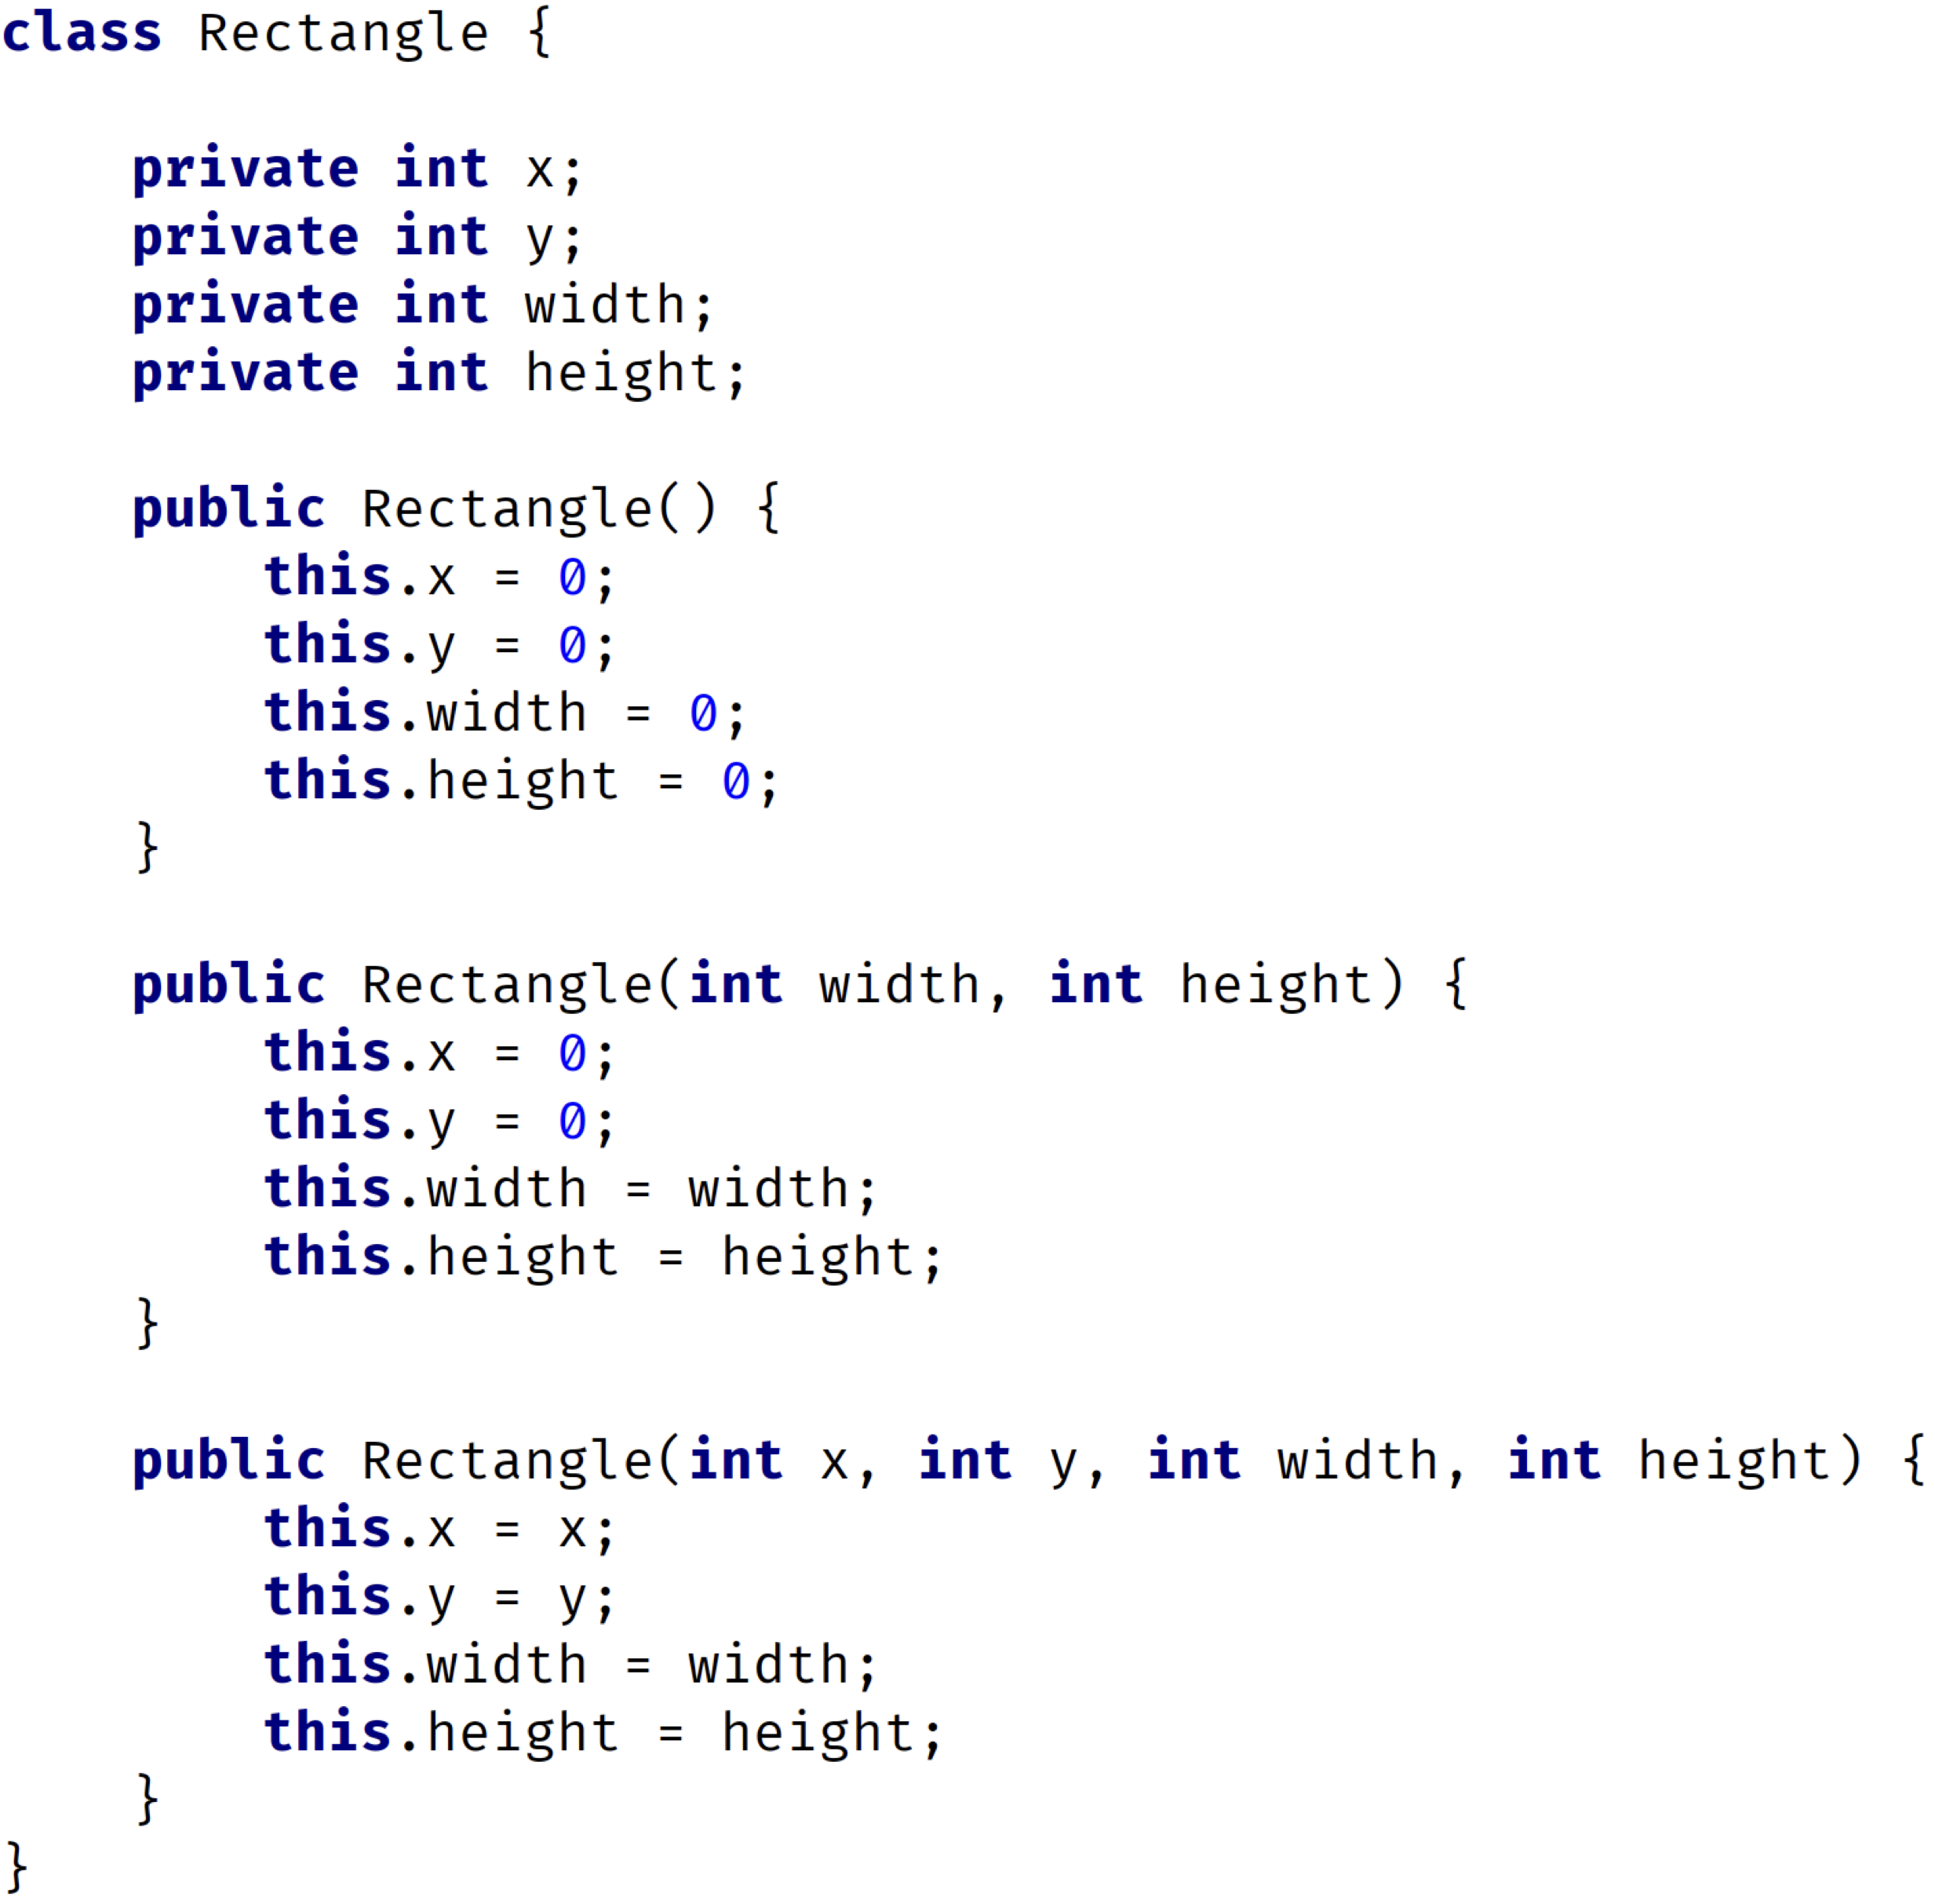 class Rectangle {
private int x;
private int y;
private int width;
private int height;
public Rectangle() {
this.x = 0;
this.y = 0;
this.width = 0;
this.height = 0;
}
public Rectangle(int width, int height) {
this.x = 0;
this.y = 0;
this.width = width;
this.height = height;
}
public Rectangle(int x, int y, int width, int height) {
this.x = x;
this.y = y;
this.width = width;
this.height = height;
}
}